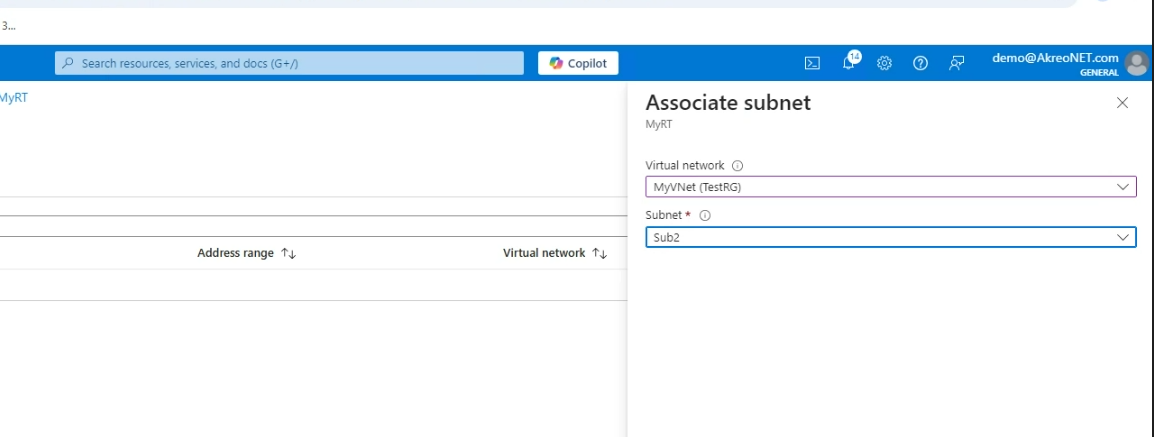 3...
Search resources, services, and docs (G+/)
Copilot
14
demo@AkreoNET.com
GENERAL
MyRT
Associate subnet
MyRT
Virtual network
MyVNet (TestRG)
Subnet *
Sub2
Address range
Virtual network